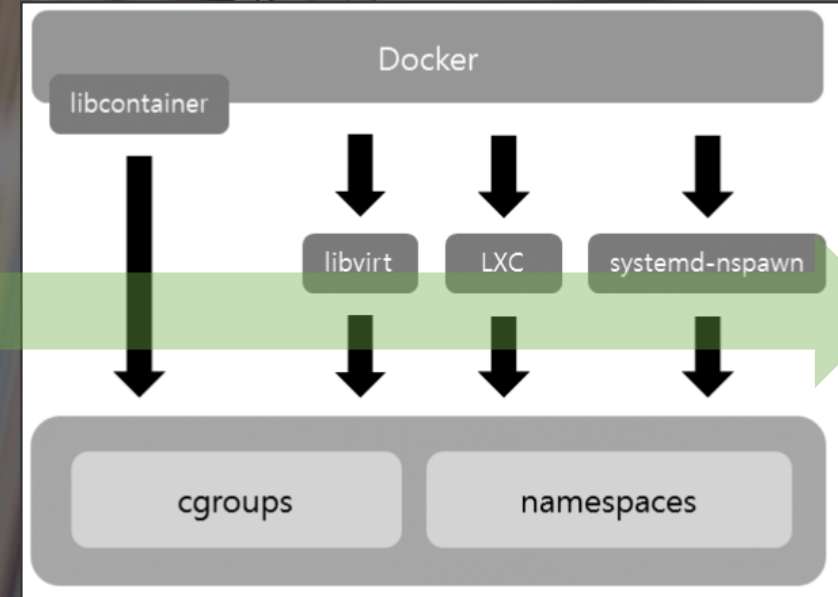 Docker
libcontainer
libvirt
LXC
systemd-nspawn
cgroups
namespaces